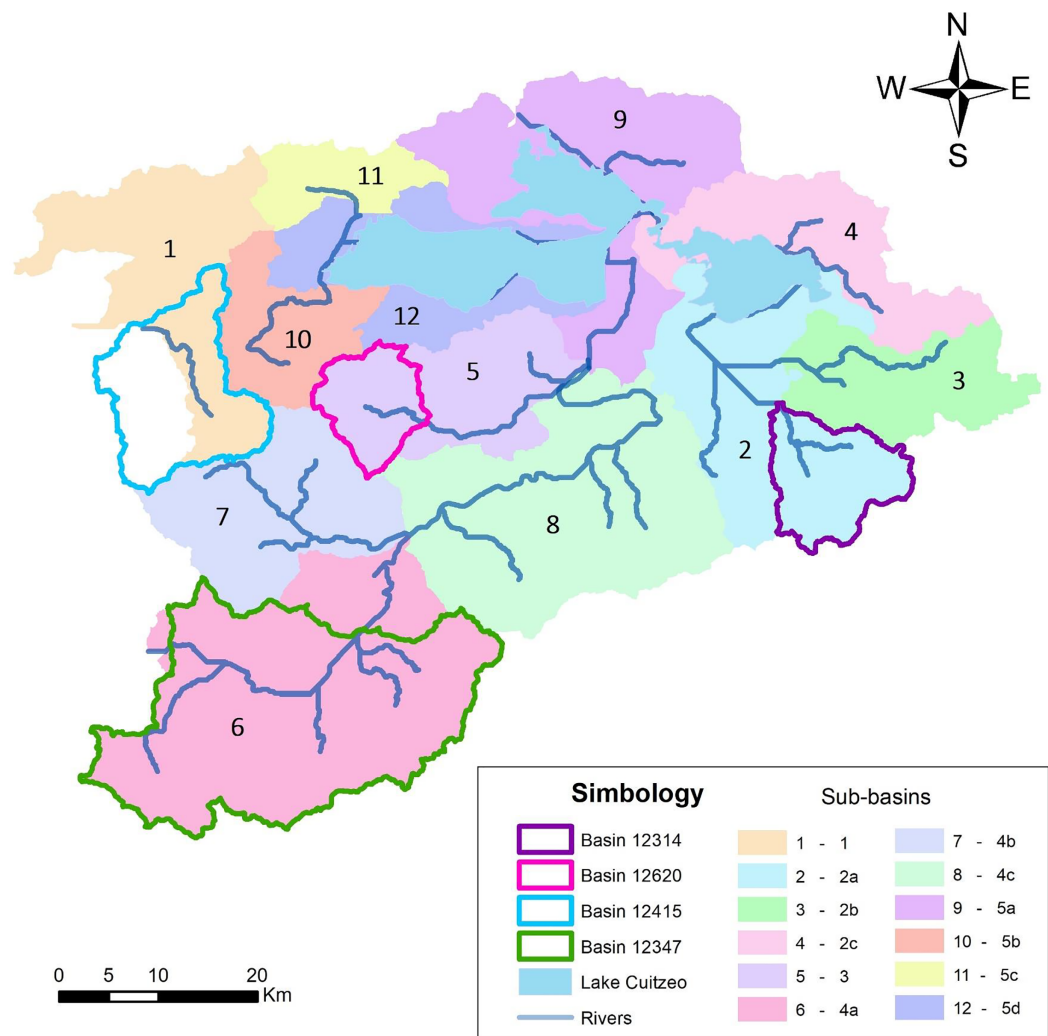 N
W E
S
9
11
4
1
12
10
5
3
2
7
8
6
Simbology
Basin 12314
Basin 12620
Basin 12415
Basin 12347
Lake Cuitzeo
Rivers
Sub-basins
1 - 1
2 - 2a
3 - 2b
4 - 2c
5 - 3
6 - 4a
7 - 4b
8 - 4c
9 - 5a
10 - 5b
11 - 5c
12 - 5d
0 5 10 20
Km